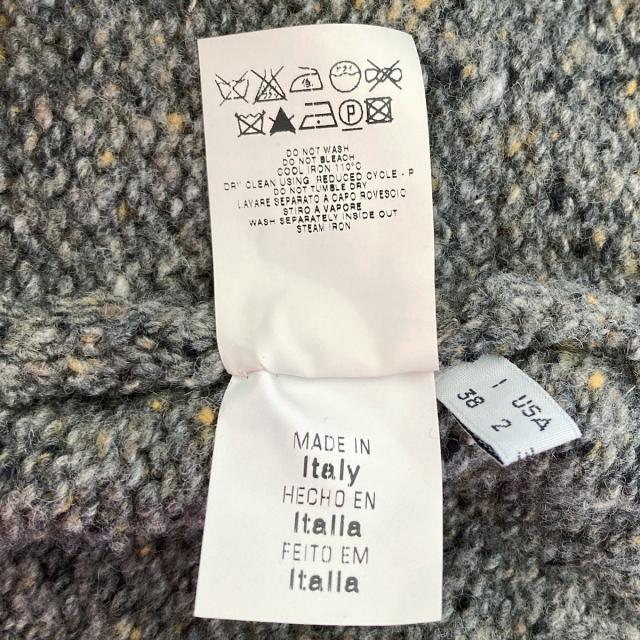 DO NOT WASH
DO NOT BLEACH
COOL IRON 110°C
DRY CLEAN USING REDUCED CYCLE - P
DO NOT TUMBLE DRY
LAVARE SEPARATO A CAPO ROVESCIO
STIRO A VAPORE
WASH SEPARATELY INSIDE OUT
STEAM IRON
I USA
38 2
MADE IN
Italy
HECHO EN
Italia
FEITO EM
Italia